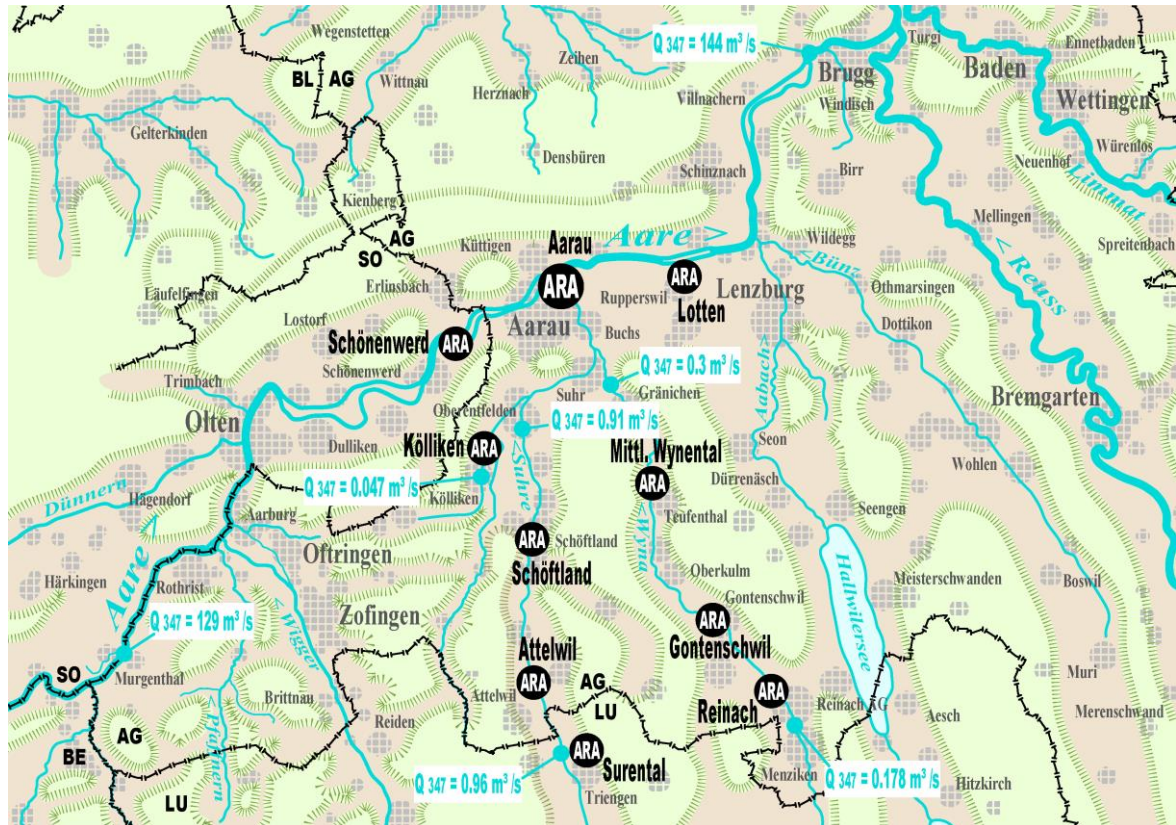 Wegenstetten
Zeihen
Q 347 = 144 m³/s
Turgi
Ennetbaden
BL AG
Wittnau
Herznach
Brugg
Baden
Villnachern
Windisch
Wettingen
Gelterkinden
Würenlos
Densbüren
Neuenhof
Schinznach
Birr
Limmat
Kienberg
Mellingen
AG
Aarau
Aare >
Wildegg
Spreitenbach
SO
Küttigen
< Bünz
< Reuss
Läufelfingen
Erlinsbach
ARA
ARA
Lenzburg
Othmarsingen
Rupperswil
Lotten
Lostorf
Aarau
Buchs
Dottikon
Schönenwerd
ARA
Schönenwerd
Q 347 = 0.3 m³/s
Aabach >
Trimbach
Suhr
Gränichen
Bremgarten
Olten
Oberentfelden
Q 347 = 0.91 m³/s
Dulliken
Kölliken
ARA
< Suhre
Mittl. Wynental
Seon
Wohlen
Q 347 = 0.047 m³/s
ARA
Dürrenäsch
Dünnern
Hägendorf
Kölliken
Teufenthal
Seengen
Aarburg
ARA
Schöftland
< Wyna
Oftringen
Schöftland
Hallwilersee
Härkingen
Aare >
Rothrist
Oberkulm
Meisterschwanden
Boswil
Zofingen
Gontenschwil
Q 347 = 129 m³/s
< Wigger
ARA
Attelwil
Gontenschwil
SO
Murgenthal
ARA
AG
Muri
Brittnau
Attelwil
ARA
Reinach AG
Reinach
BE
AG
< Pfaffnern
Reiden
LU
Aesch
Merenschwand
ARA
Menziken
Surental
Q 347 = 0.96 m³/s
Q 347 = 0.178 m³/s
Hitzkirch
LU
Triengen